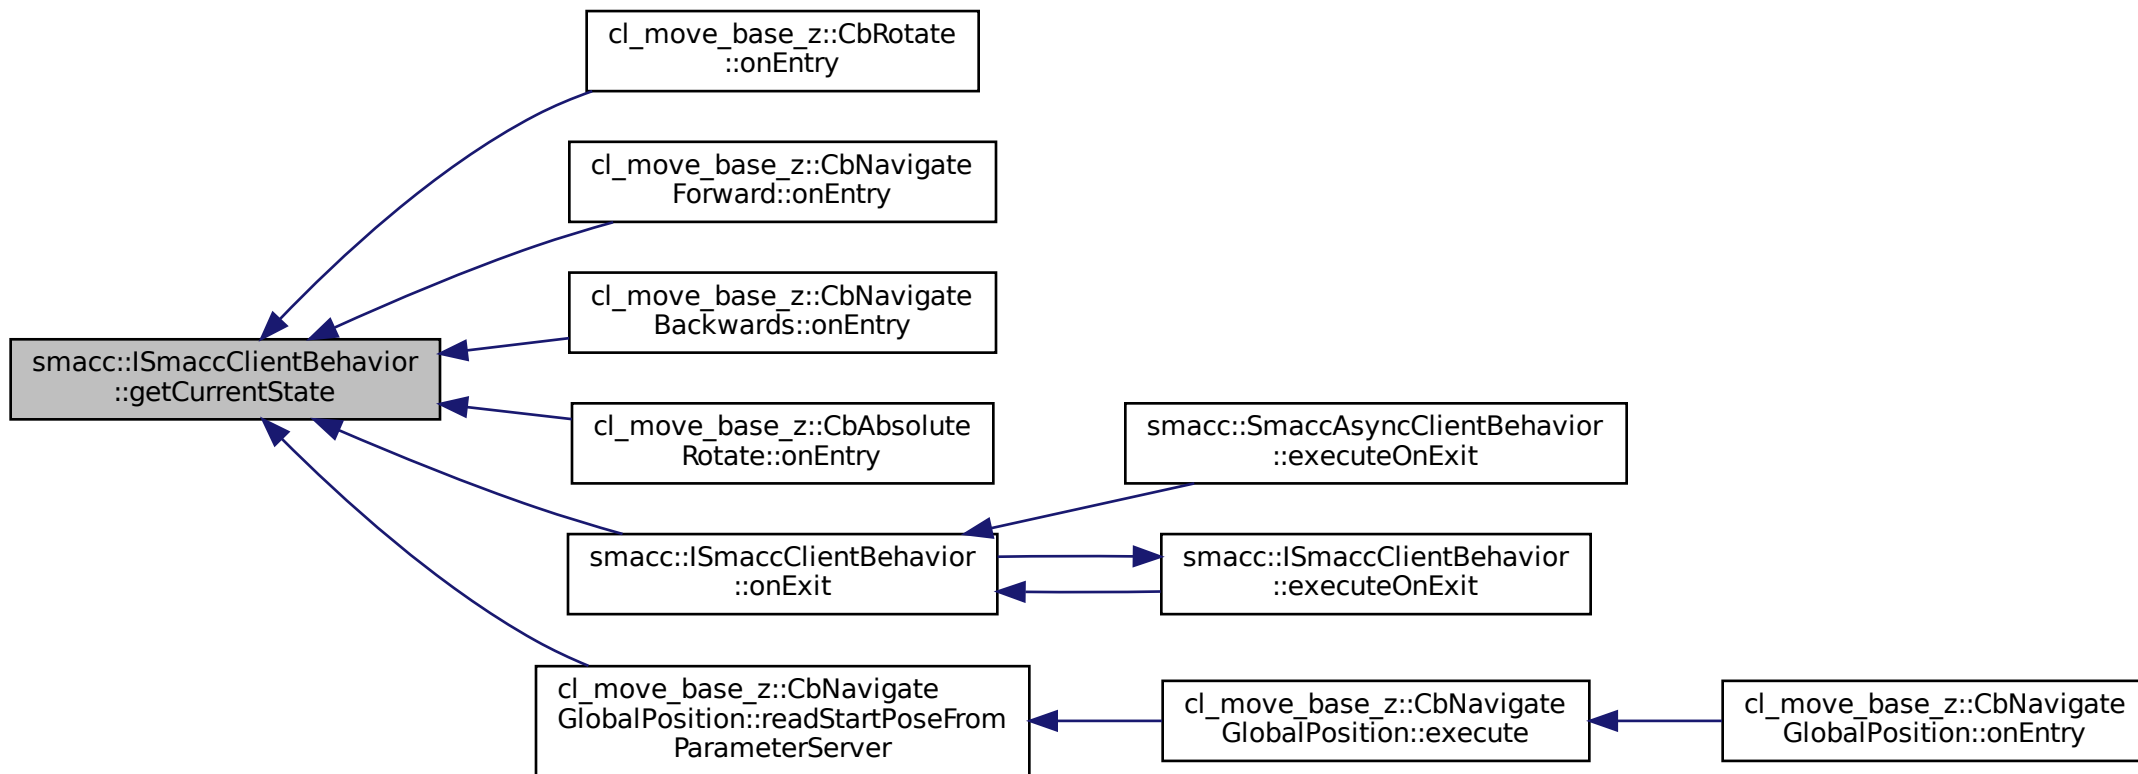 cl_move_base_z::CbRotate
::onEntry
cl_move_base_z::CbNavigate
Forward::onEntry
cl_move_base_z::CbNavigate
Backwards::onEntry
smacc::ISmaccClientBehavior
::getCurrentState
cl_move_base_z::CbAbsolute
Rotate::onEntry
smacc::SmaccAsyncClientBehavior
::executeOnExit
smacc::ISmaccClientBehavior
::onExit
smacc::ISmaccClientBehavior
::executeOnExit
cl_move_base_z::CbNavigate
GlobalPosition::readStartPoseFrom
ParameterServer
cl_move_base_z::CbNavigate
GlobalPosition::execute
cl_move_base_z::CbNavigate
GlobalPosition::onEntry